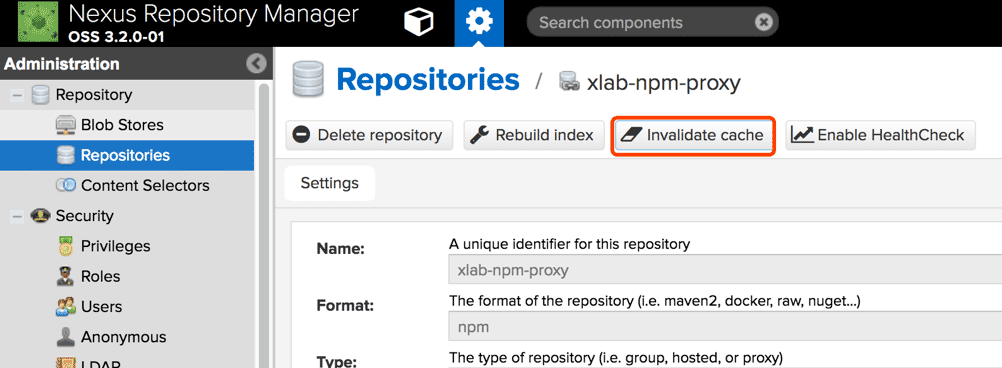 Nexus Repository Manager
OSS 3.2.0-01
Search components
Administration
Repository
Blob Stores
Repositories
Content Selectors
Security
Privileges
Roles
Users
Anonymous
LDAP
Repositories / xlab-npm-proxy
Delete repository Rebuild index Invalidate cache Enable HealthCheck
Settings
Name: A unique identifier for this repository
xlab-npm-proxy
Format: The format of the repository (i.e. maven2, docker, raw, nuget...)
npm
Type: The type of repository (i.e. group, hosted, or proxy)